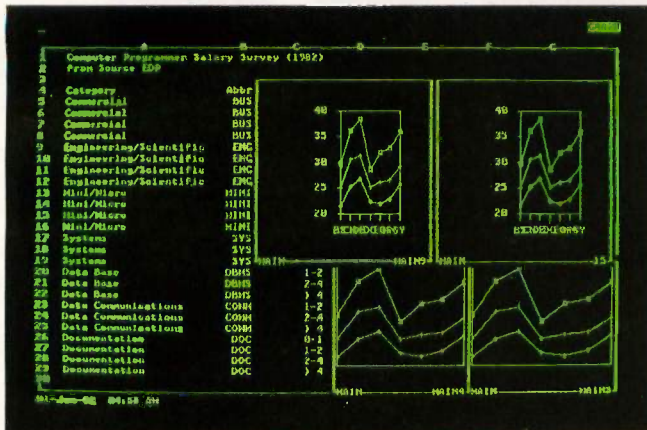 A B C D E F G
1 Computer Programmer Salary Survey (1982)
2 From Source EDP
3
4 Category Abbr
5 Commercial BUS
6 Commercial BUS
7 Commercial BUS
8 Commercial BUS
9 Engineering/Scientific ENG
10 Engineering/Scientific ENG
11 Engineering/Scientific ENG
12 Engineering/Scientific ENG
13 Mini/Micro MINI
14 Mini/Micro MINI
15 Mini/Micro MINI
16 Mini/Micro MINI
17 Systems SYS
18 Systems SYS
19 Systems SYS
20 Data Base DBMS 1-2
21 Data Base DBMS 2-4
22 Data Base DBMS > 4
23 Data Communications COMM 1-2
24 Data Communications COMM 2-4
25 Data Communications COMM > 4
26 Documentation DOC 0-1
27 Documentation DOC 1-2
28 Documentation DOC 2-4
29 Documentation DOC > 4
40
35
30
25
20
MAIN MAIN9
40
35
30
25
20
MAIN
MAIN MAIN4
MAIN MAIN3
04:58